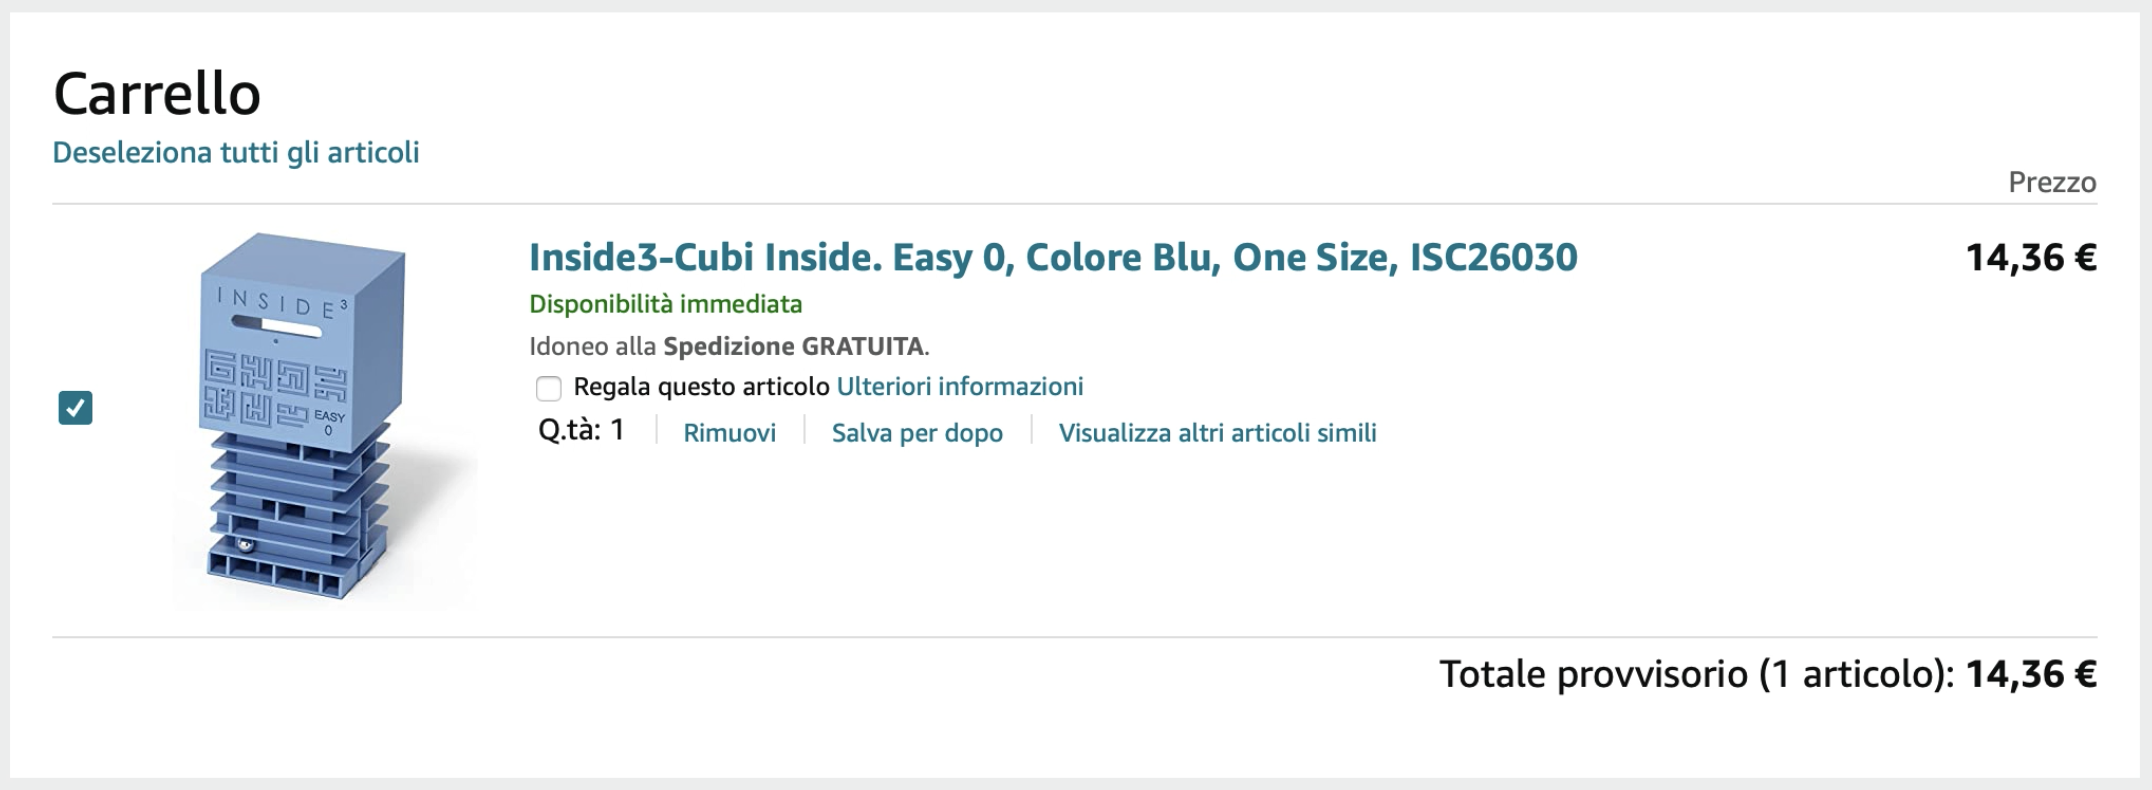 Carrello
Deseleziona tutti gli articoli
Prezzo
Inside3-Cubi Inside. Easy 0, Colore Blu, One Size, ISC26030
14,36 €
Disponibilità immediata
Idoneo alla Spedizione GRATUITA.
Regala questo articolo Ulteriori informazioni
Q.tà: 1
Rimuovi
Salva per dopo
Visualizza altri articoli simili
INSIDE³
EASY
0
Totale provvisorio (1 articolo): 14,36 €